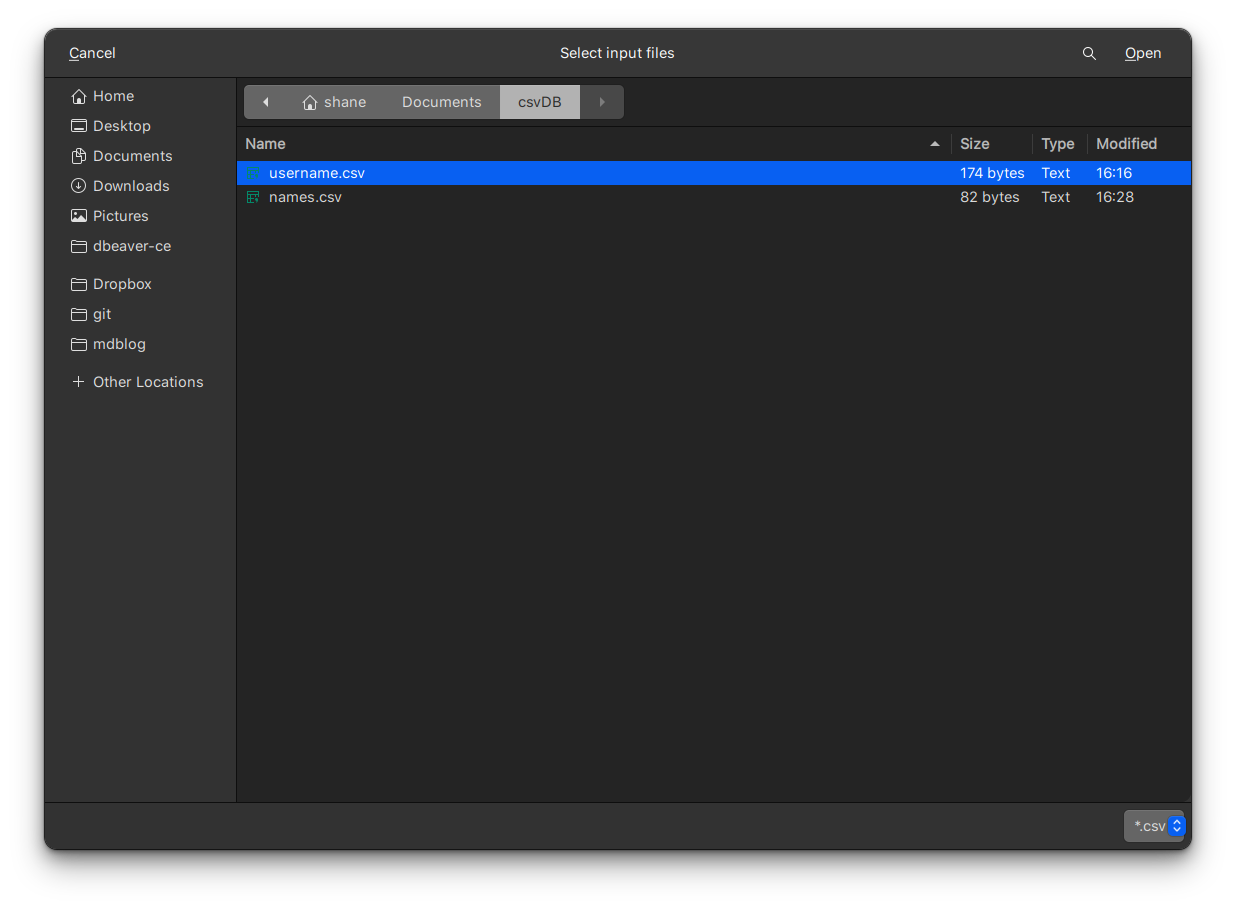 Cancel Select input files Open
Home
Desktop
Documents
Downloads
Pictures
dbeaver-ce
Dropbox
git
mdblog
Other Locations
shane Documents csvDB
Name Size Type Modified
username.csv 174 bytes Text 16:16
names.csv 82 bytes Text 16:28
*.csv